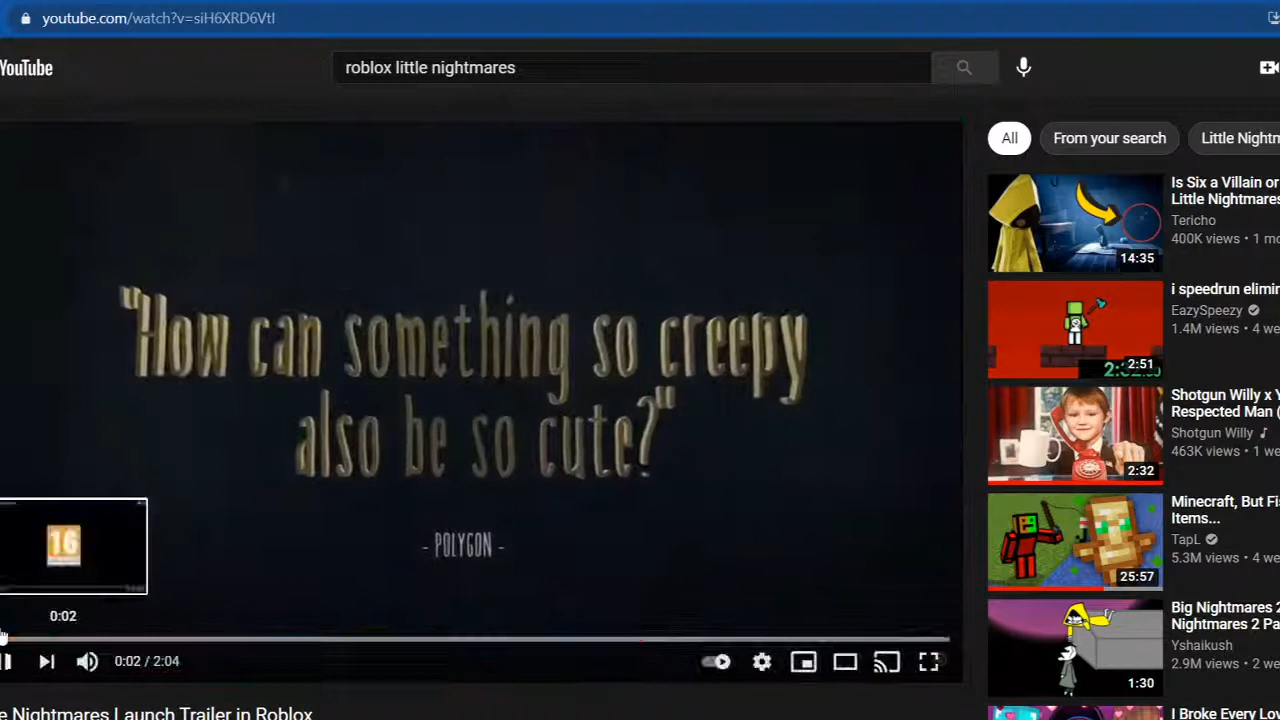 youtube.com/watch?v=siH6XRD6VtI
YouTube
roblox little nightmares
All
From your search
Little Nightm
"How can something so creepy
also be so cute?"
- POLYGON -
16
0:02
0:02 / 2:04
e Nightmares Launch Trailer in Roblox
Is Six a Villain or
Little Nightmares
Tericho
400K views • 1 mo
14:35
i speedrun elimin
EazySpeezy
1.4M views • 4 we
2:51
Shotgun Willy x Y
Respected Man (
Shotgun Willy
463K views • 1 we
2:32
Minecraft, But Fi
Items...
TapL
5.3M views • 4 we
25:57
Big Nightmares 2
Nightmares 2 Pa
Yshaikush
2.9M views • 2 we
1:30
I Broke Every Lo